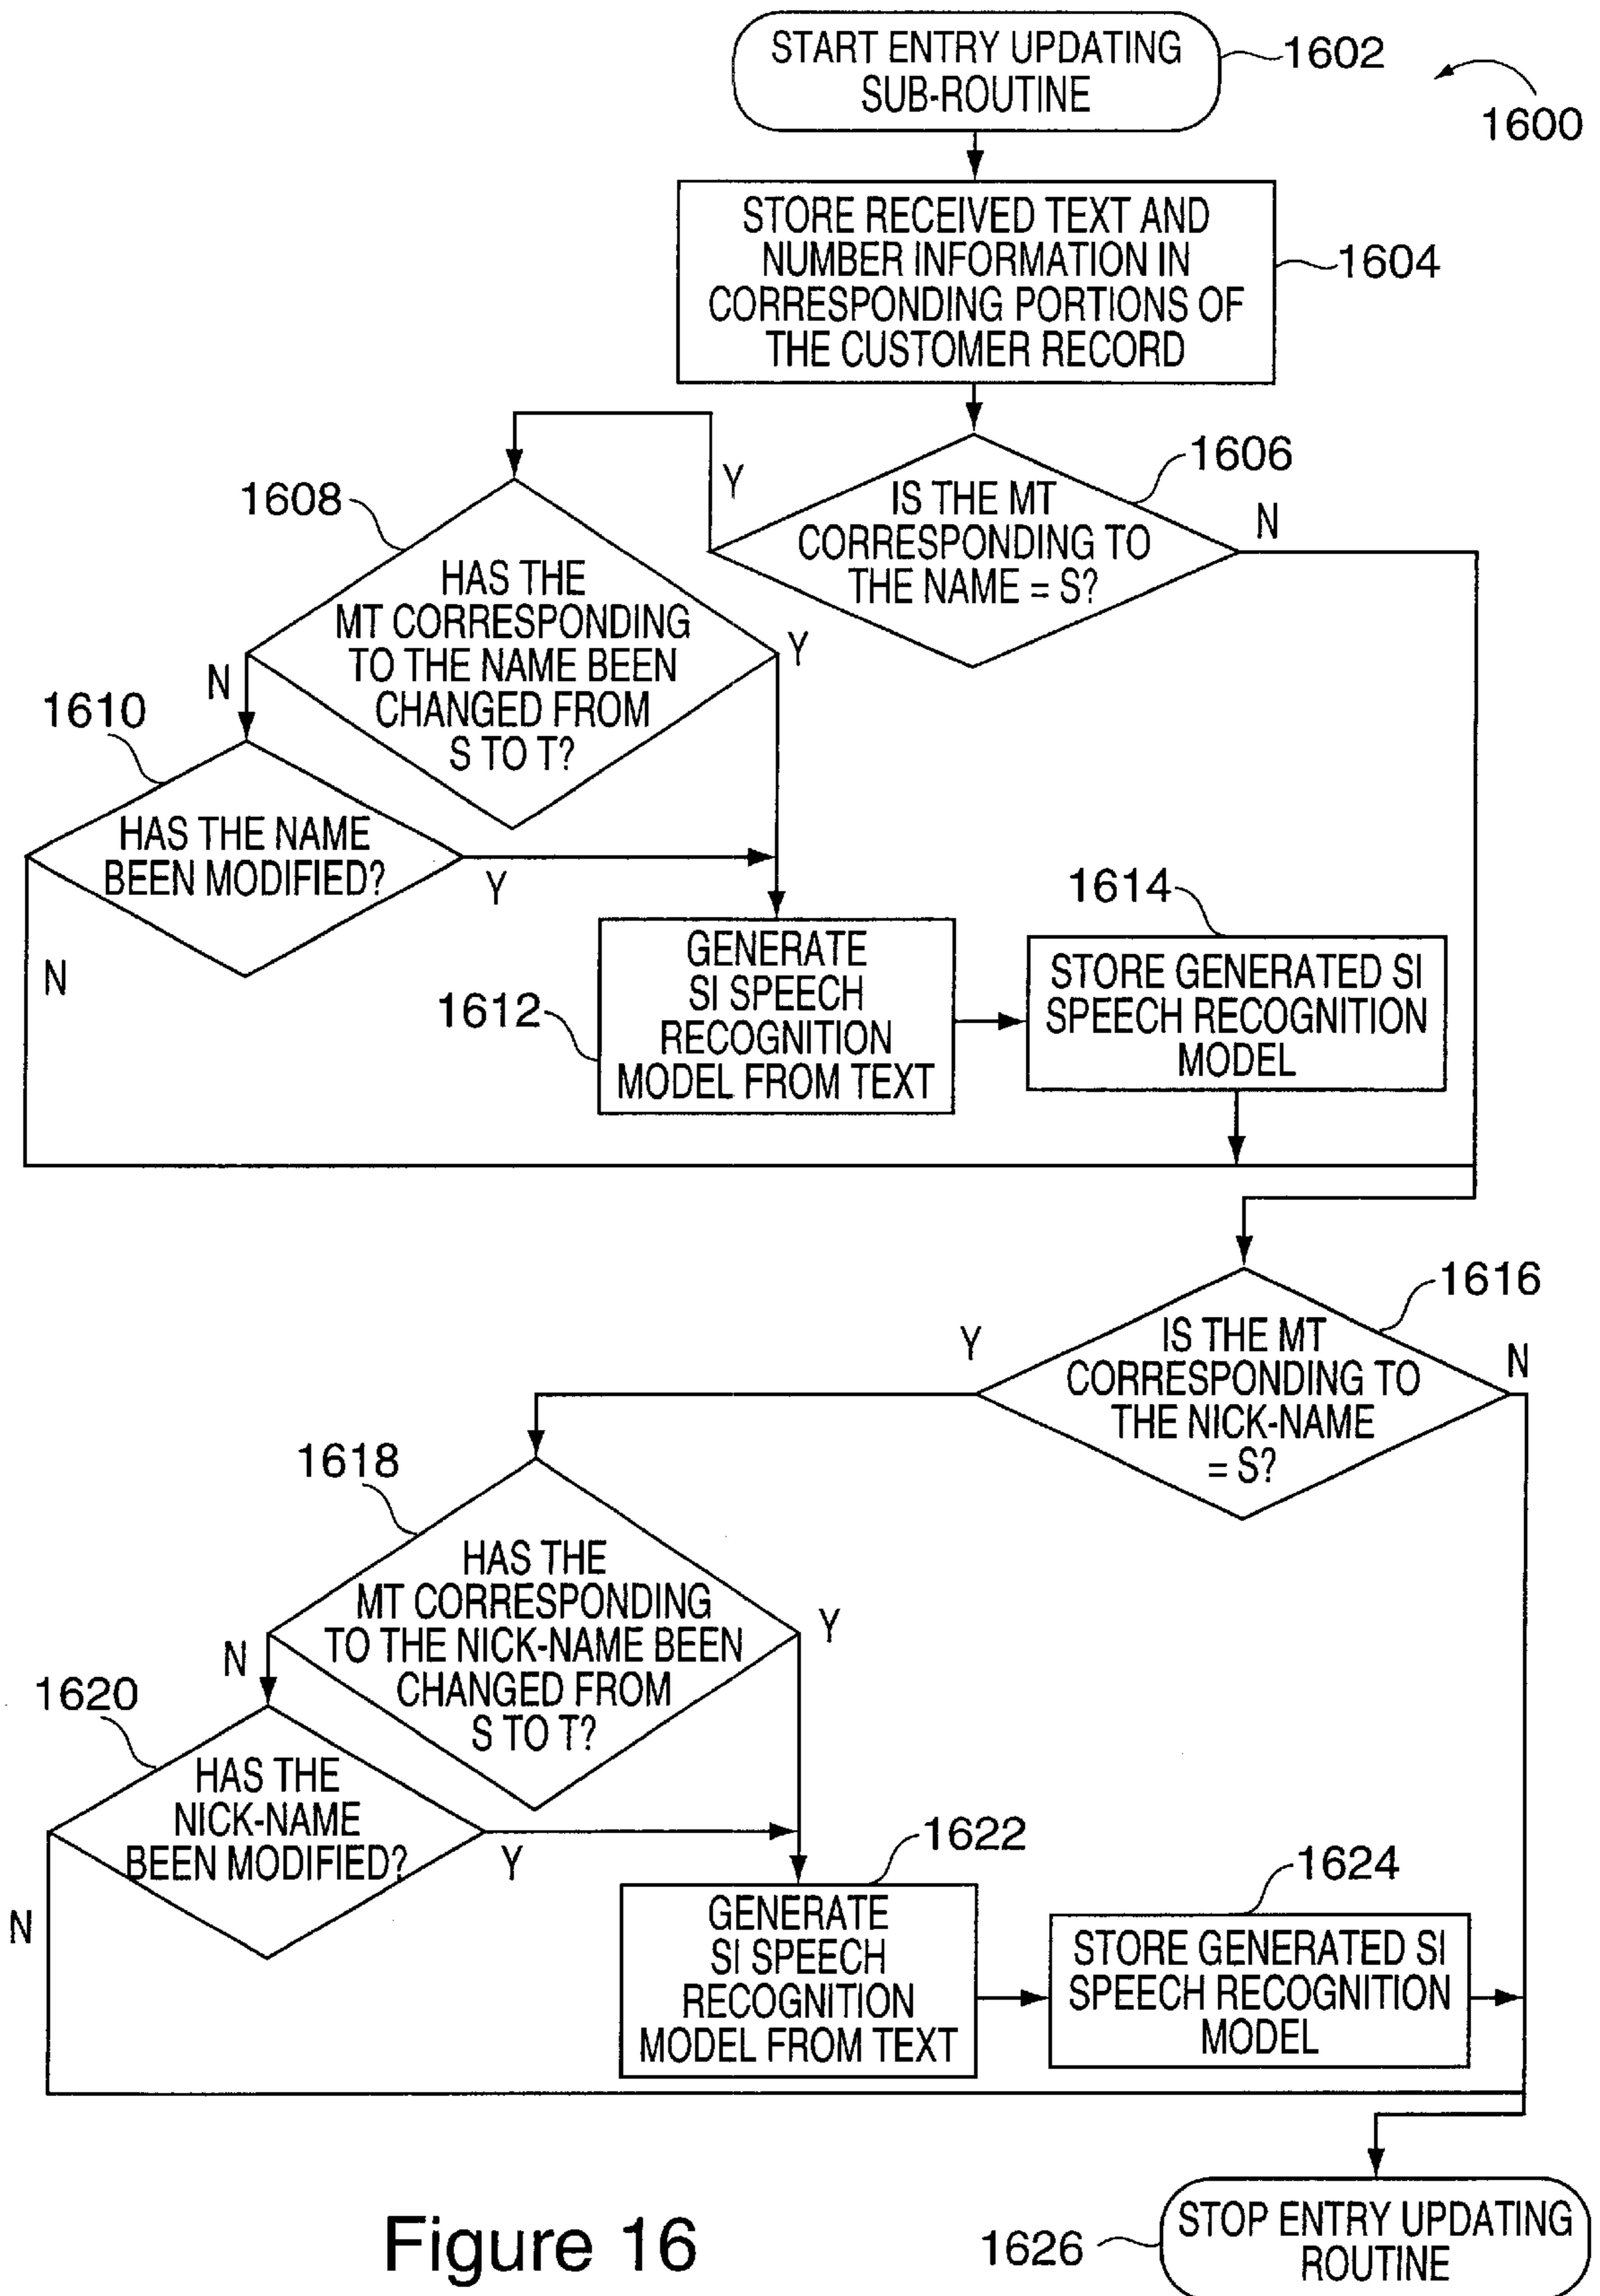 START ENTRY UPDATING
SUB-ROUTINE
1602
1600
STORE RECEIVED TEXT AND
NUMBER INFORMATION IN
CORRESPONDING PORTIONS OF
THE CUSTOMER RECORD
1604
1606
IS THE MT
CORRESPONDING TO
THE NAME = S?
Y
N
1608
HAS THE
MT CORRESPONDING
TO THE NAME BEEN
CHANGED FROM
S TO T?
N
Y
1610
HAS THE NAME
BEEN MODIFIED?
Y
N
1612
GENERATE
SI SPEECH
RECOGNITION
MODEL FROM TEXT
1614
STORE GENERATED SI
SPEECH RECOGNITION
MODEL
1616
IS THE MT
CORRESPONDING TO
THE NICK-NAME
= S?
Y
N
1618
HAS THE
MT CORRESPONDING
TO THE NICK-NAME BEEN
CHANGED FROM
S TO T?
N
Y
1620
HAS THE
NICK-NAME
BEEN MODIFIED?
Y
N
1622
GENERATE
SI SPEECH
RECOGNITION
MODEL FROM TEXT
1624
STORE GENERATED SI
SPEECH RECOGNITION
MODEL
1626
STOP ENTRY UPDATING
ROUTINE
Figure 16